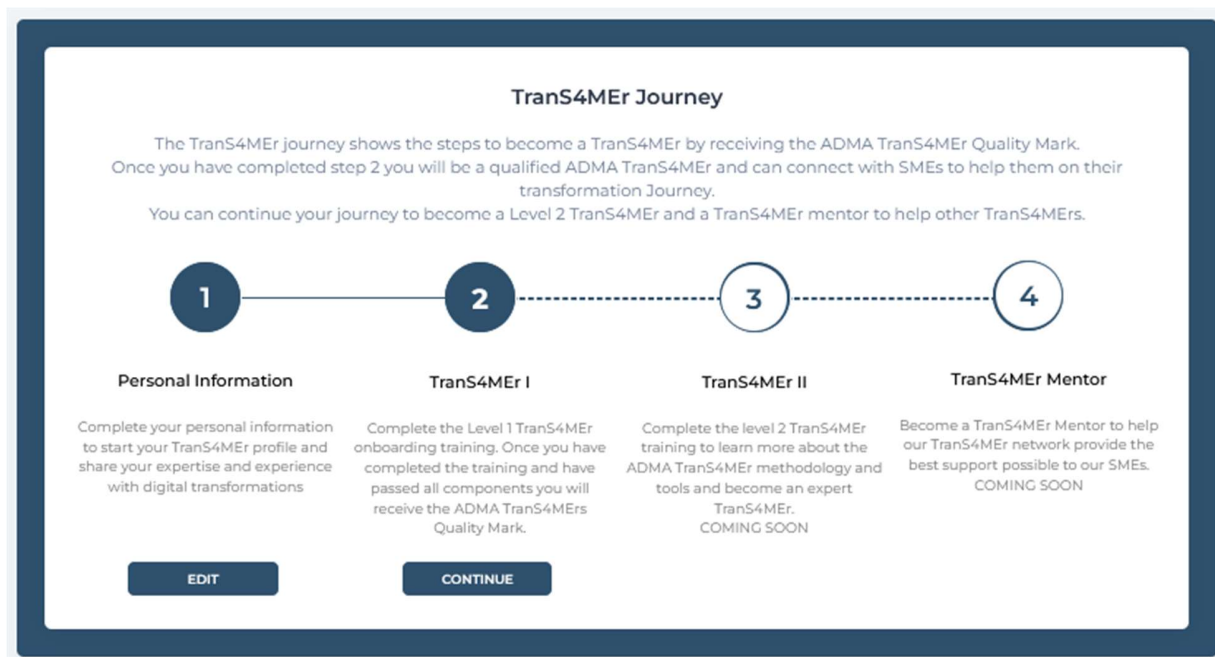 TranS4MEr Journey
The TranS4MEr journey shows the steps to become a TranS4MEr by receiving the ADMA TranS4MEr Quality Mark.
Once you have completed step 2 you will be a qualified ADMA TranS4MEr and can connect with SMEs to help them on their
transformation Journey.
You can continue your journey to become a Level 2 TranS4MEr and a TranS4MEr mentor to help other TranS4MErs.
1
2
3
4
Personal Information
Complete your personal information
to start your TranS4MEr profile and
share your expertise and experience
with digital transformations
EDIT
TranS4MEr I
Complete the Level 1 TranS4MEr
onboarding training. Once you have
completed the training and have
passed all components you will
receive the ADMA TranS4MErs
Quality Mark.
CONTINUE
TranS4MEr II
Complete the level 2 TranS4MEr
training to learn more about the
ADMA TranS4MEr methodology and
tools and become an expert
TranS4MEr.
COMING SOON
TranS4MEr Mentor
Become a TranS4MEr Mentor to help
our TranS4MEr network provide the
best support possible to our SMEs.
COMING SOON